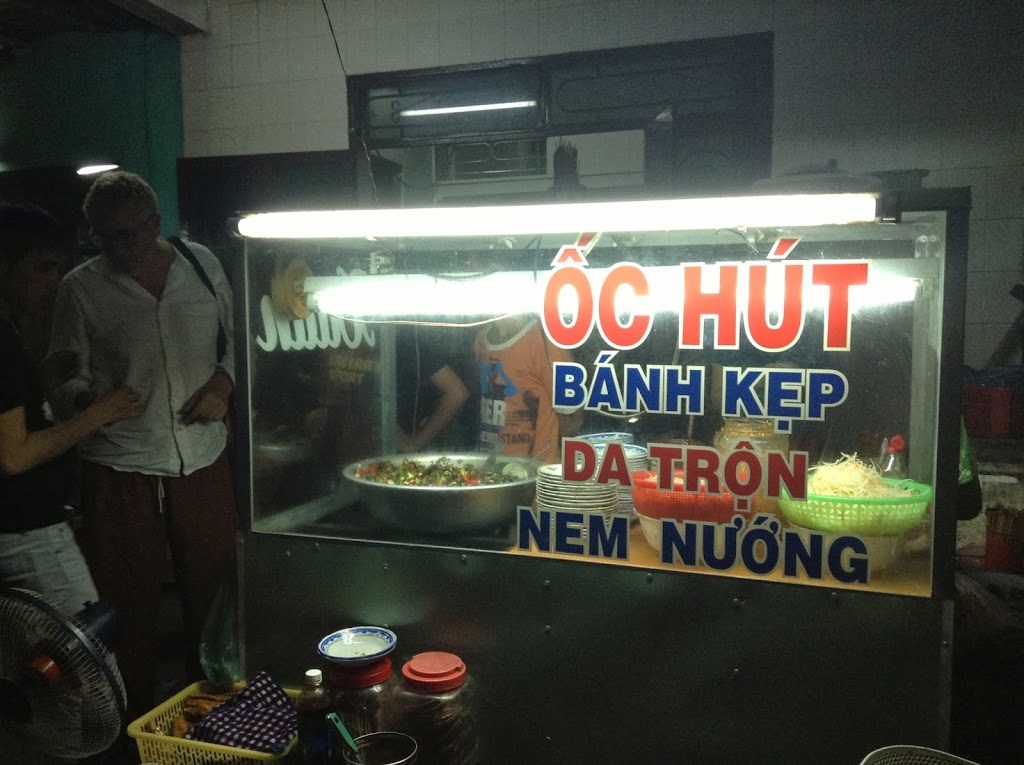 ỐC HÚT
BÁNH KẸP
DA TRỘN
NEM NƯỚNG